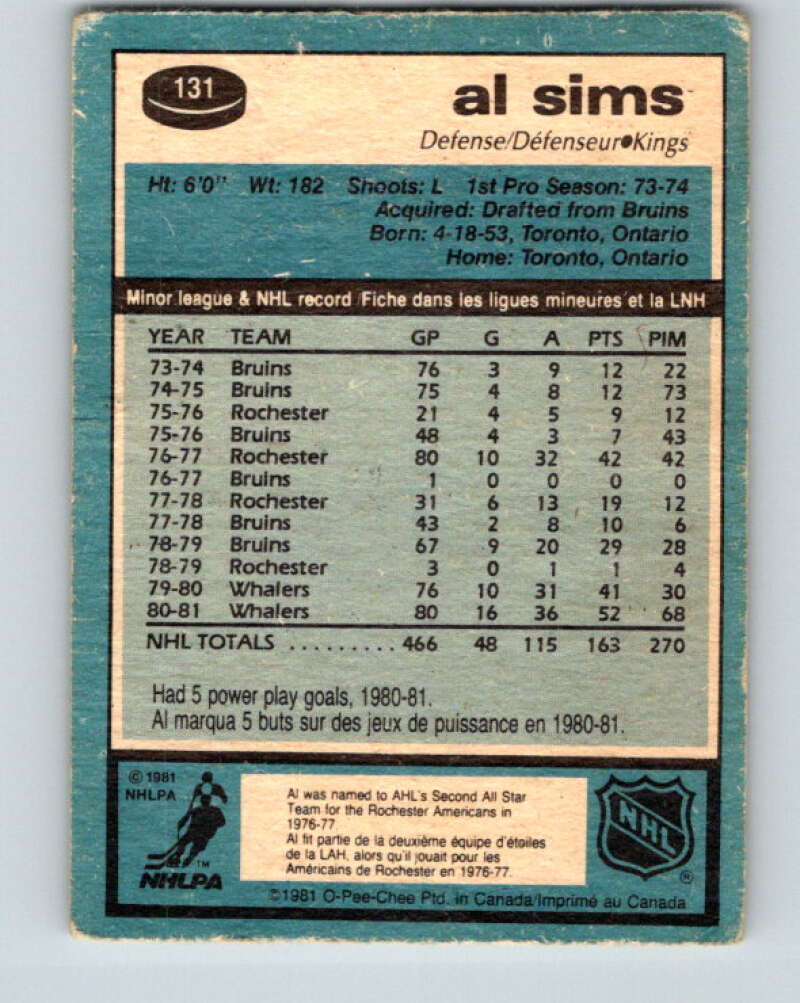 131
al sims
Defense/Défenseur●Kings
Ht: 6'0" Wt: 182 Shoots: L 1st Pro Season: 73-74
Acquired: Drafted from Bruins
Born: 4-18-53, Toronto, Ontario
Home: Toronto, Ontario
Minor league & NHL record/Fiche dans les ligues mineures et la LNH
YEAR TEAM GP G A PTS PIM
73-74 Bruins 76 3 9 12 22
74-75 Bruins 75 4 8 12 73
75-76 Rochester 21 4 5 9 12
75-76 Bruins 48 4 3 7 43
76-77 Rochester 80 10 32 42 42
76-77 Bruins 1 0 0 0 0
77-78 Rochester 31 6 13 19 12
77-78 Bruins 43 2 8 10 6
78-79 Bruins 67 9 20 29 28
78-79 Rochester 3 0 1 1 4
79-80 Whalers 76 10 31 41 30
80-81 Whalers 80 16 36 52 68
NHL TOTALS ......... 466 48 115 163 270
Had 5 power play goals, 1980-81.
Al marqua 5 buts sur des jeux de puissance en 1980-81.
© 1981
NHLPA
TM
NHLPA
Al was named to AHL's Second All Star
Team for the Rochester Americans in
1976-77.
Al fit partie de la deuxième équipe d'étoiles
de la LAH, alors qu'il jouait pour les
Américains de Rochester en 1976-77.
NHL
®
©1981 O-Pee-Chee Ptd. in Canada/Imprimé au Canada